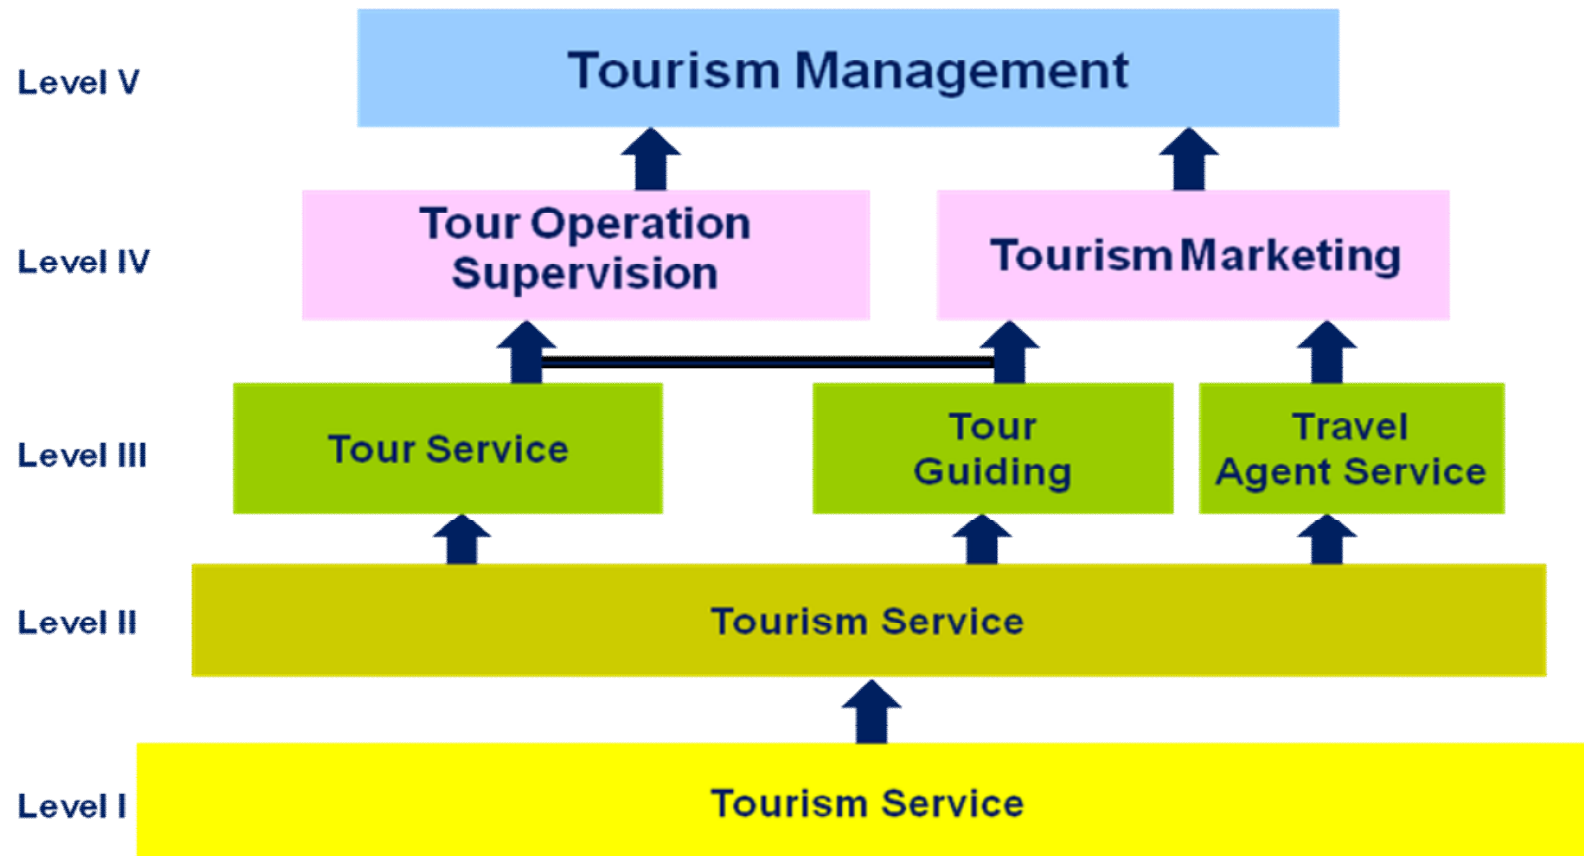 Level V
Tourism Management
Level IV
Tour Operation
Supervision
Tourism Marketing
Level III
Tour Service
Tour
Guiding
Travel
Agent Service
Level II
Tourism Service
Level I
Tourism Service